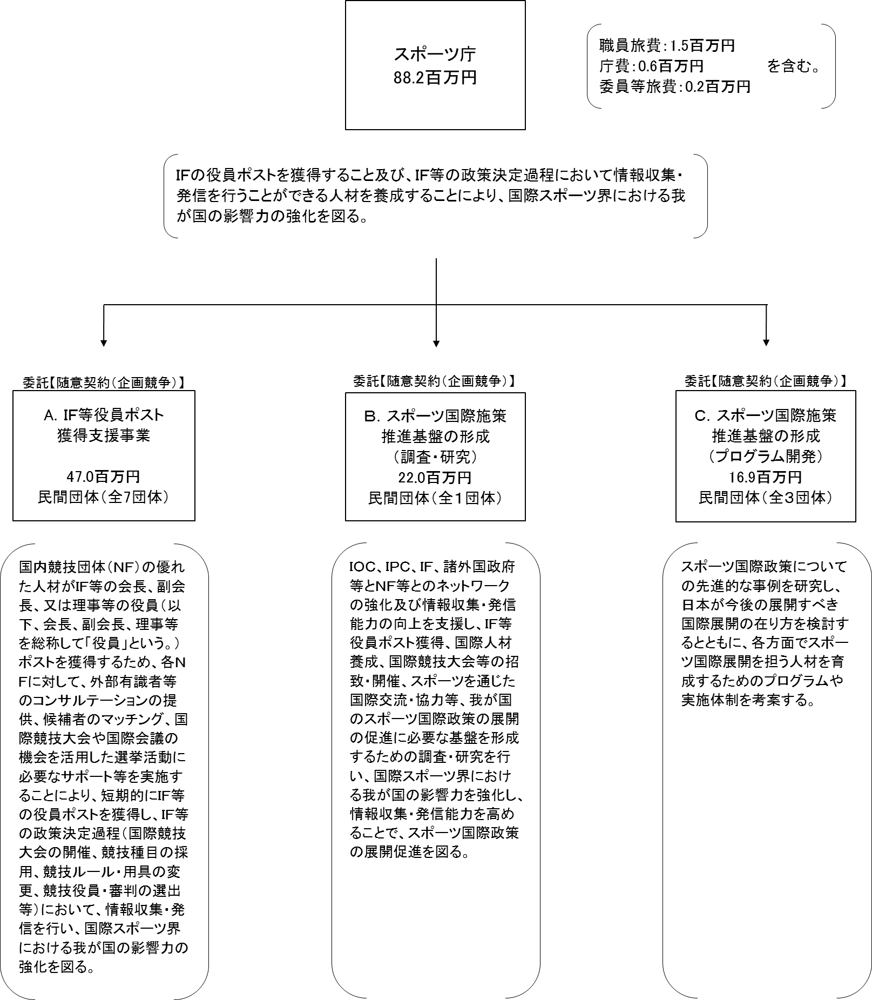 スポーツ庁
88.2百万円
職員旅費：1.5百万円
庁費：0.6百万円　　　　を含む。
委員等旅費：0.2百万円
IFの役員ポストを獲得すること及び、IF等の政策決定過程において情報収集・
発信を行うことができる人材を養成することにより、国際スポーツ界における我
が国の影響力の強化を図る。
委託【随意契約（企画競争）】
A. IF等役員ポスト
獲得支援事業
47.0百万円
民間団体（全7団体）
国内競技団体（NF）の優れ
た人材がIF等の会長、副会
長、又は理事等の役員（以
下、会長、副会長、理事等
を総称して「役員」という。）
ポストを獲得するため、各N
Fに対して、外部有識者等
のコンサルテーションの提
供、候補者のマッチング、国
際競技大会や国際会議の
機会を活用した選挙活動に
必要なサポート等を実施す
ることにより、短期的にIF等
の役員ポストを獲得し、IF等
の政策決定過程（国際競技
大会の開催、競技種目の採
用、競技ルール・用具の変
更、競技役員・審判の選出
等）において、情報収集・発
信を行い、国際スポーツ界
における我が国の影響力の
強化を図る。
委託【随意契約（企画競争）】
Ｂ．スポーツ国際施策
推進基盤の形成
（調査・研究）
22.0百万円
民間団体（全１団体）
IOC、IPC、IF、諸外国政府
等とNF等とのネットワーク
の強化及び情報収集・発信
能力の向上を支援し、IF等
役員ポスト獲得、国際人材
養成、国際競技大会等の招
致・開催、スポーツを通じた
国際交流・協力等、我が国
のスポーツ国際政策の展開
の促進に必要な基盤を形成
するための調査・研究を行
い、国際スポーツ界におけ
る我が国の影響力を強化し、
情報収集・発信能力を高め
ることで、スポーツ国際政策
の展開促進を図る。
委託【随意契約（企画競争）】
Ｃ．スポーツ国際施策
推進基盤の形成
（プログラム開発）
16.9百万円
民間団体（全３団体）
スポーツ国際政策について
の先進的な事例を研究し、
日本が今後の展開すべき
国際展開の在り方を検討す
るとともに、各方面でスポー
ツ国際展開を担う人材を育
成するためのプログラムや
実施体制を考案する。